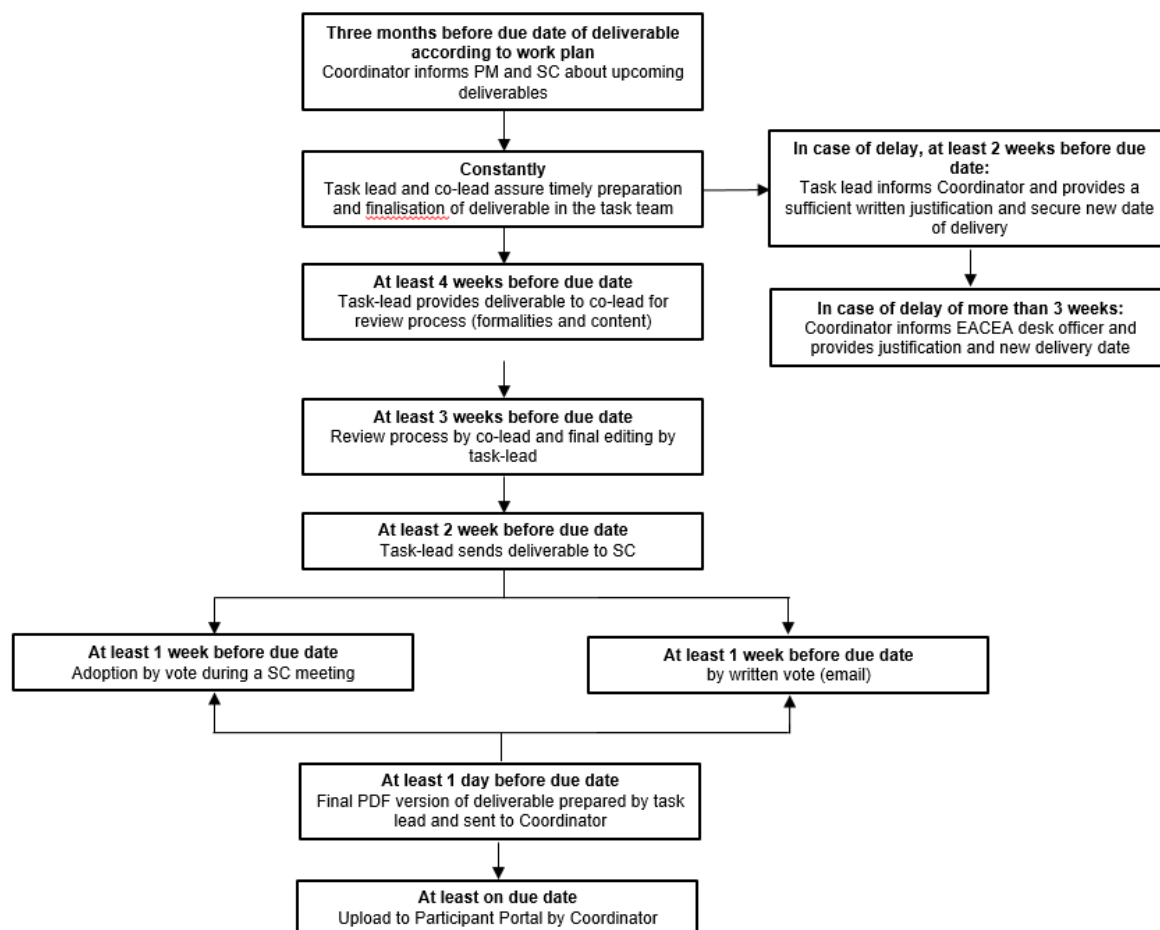 Three months before due date of deliverable
according to work plan
Coordinator informs PM and SC about upcoming
deliverables
Constantly
Task lead and co-lead assure timely preparation
and finalisation of deliverable in the task team
In case of delay, at least 2 weeks before due
date:
Task lead informs Coordinator and provides a
sufficient written justification and secure new date
of delivery
At least 4 weeks before due date
Task-lead provides deliverable to co-lead for
review process (formalities and content)
In case of delay of more than 3 weeks:
Coordinator informs EACEA desk officer and
provides justification and new delivery date
At least 3 weeks before due date
Review process by co-lead and final editing by
task-lead
At least 2 week before due date
Task-lead sends deliverable to SC
At least 1 week before due date
Adoption by vote during a SC meeting
At least 1 week before due date
by written vote (email)
At least 1 day before due date
Final PDF version of deliverable prepared by task
lead and sent to Coordinator
At least on due date
Upload to Participant Portal by Coordinator